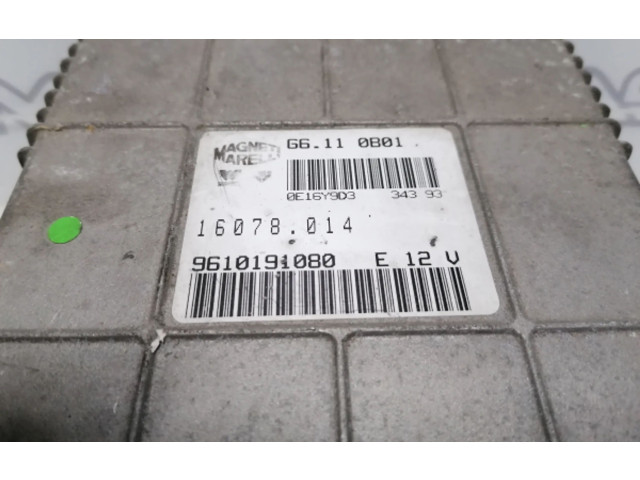 MAGNETI MARELLI
G6.11 0B01
0E16Y9D3 343 93
16078.014
9610191080 E 12 V